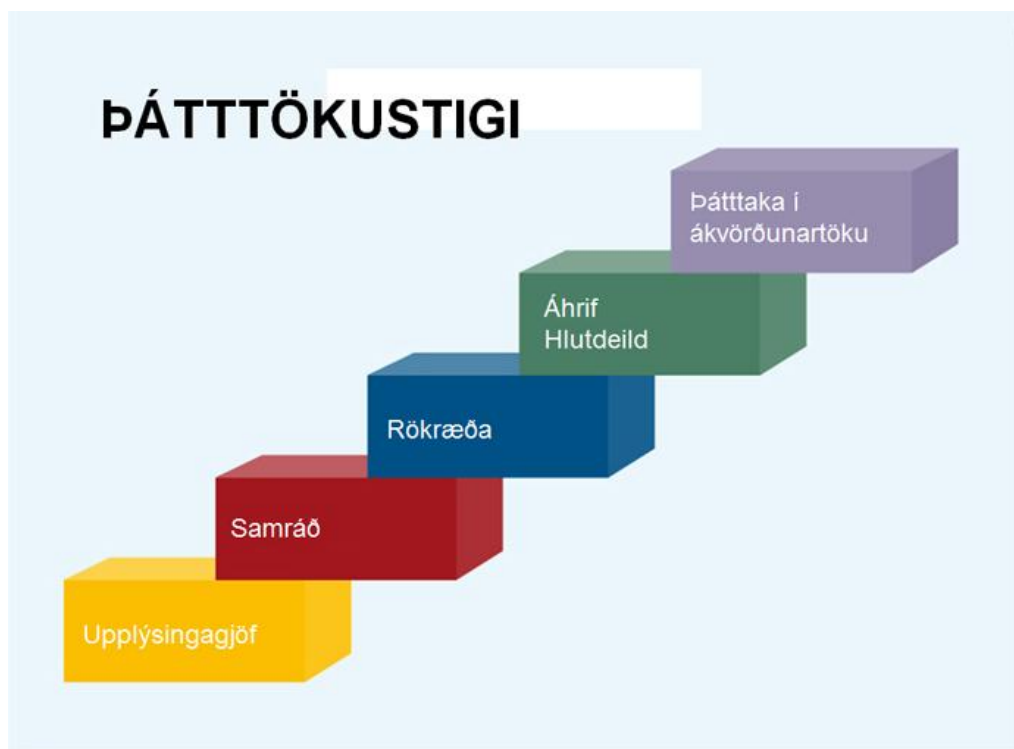 ÞÁTTTÖKUSTIGI
Þátttaka í
ákvörðunartöku
Áhrif
Hlutdeild
Rökræða
Samráð
Upplýsingagjöf